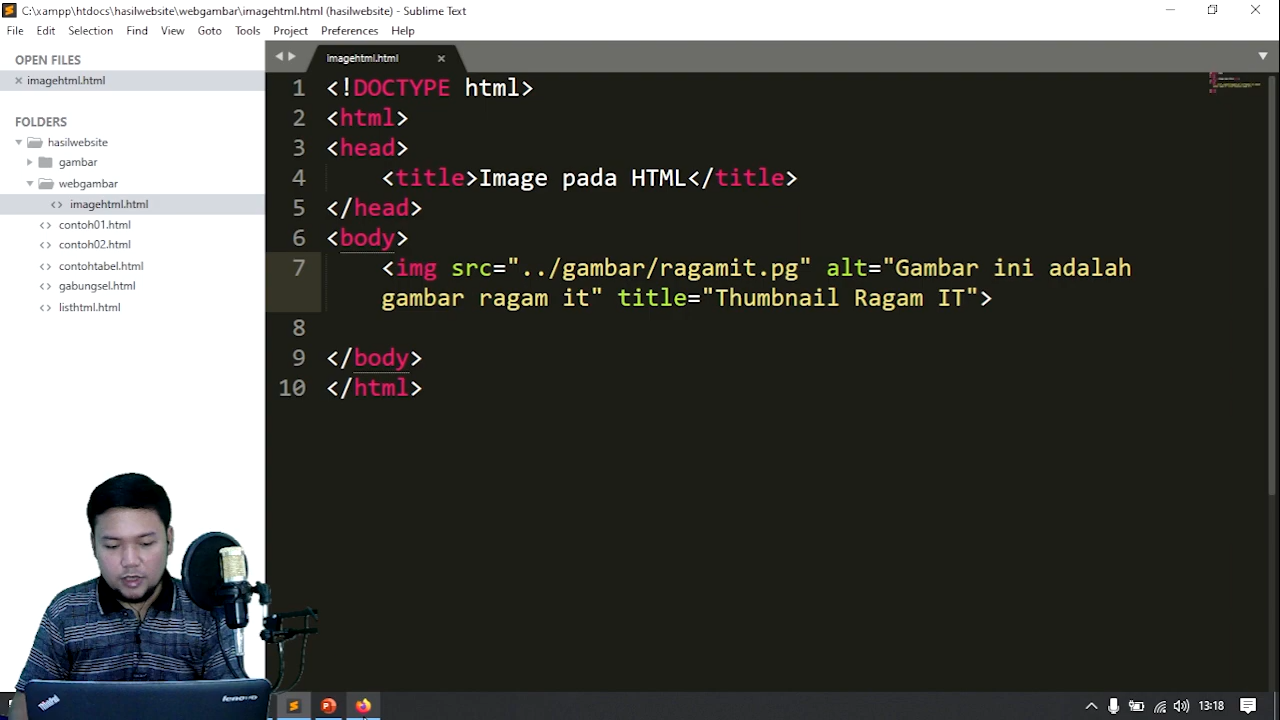 C:\xampp\htdocs\hasilwebsite\webgambar\imagehtml.html (hasilwebsite) - Sublime Text
File Edit Selection Find View Goto Tools Project Preferences Help
OPEN FILES
imagehtml.html
FOLDERS
hasilwebsite
gambar
webgambar
imagehtml.html
contoh01.html
contoh02.html
contohtabel.html
gabungsel.html
listhtml.html
imagehtml.html
1 <!DOCTYPE html>
2 <html>
3 <head>
4 <title>Image pada HTML</title>
5 </head>
6 <body>
7 <img src="../gambar/ragamit.pg" alt="Gambar ini adalah
gambar ragam it" title="Thumbnail Ragam IT">
8
9 </body>
10 </html>
ThinkPad
lenovo
13:18